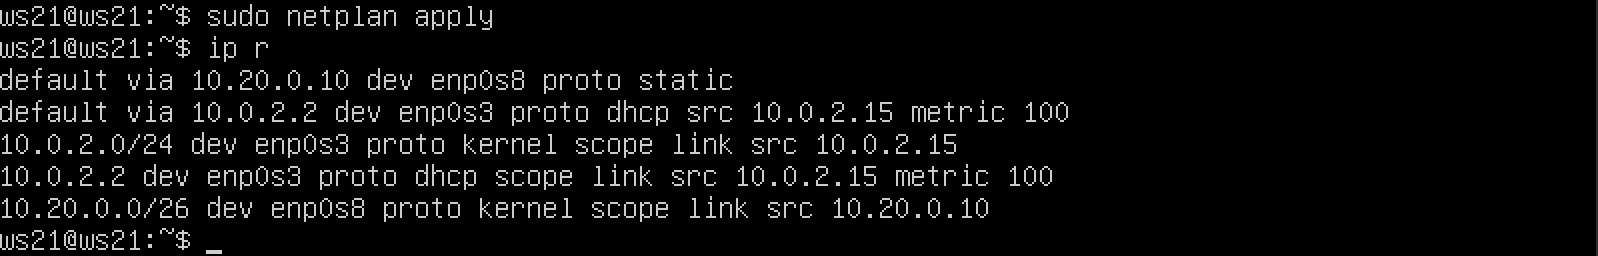 ws21@ws21:~$ sudo netplan apply
ws21@ws21:~$ ip r
default via 10.20.0.10 dev enp0s8 proto static
default via 10.0.2.2 dev enp0s3 proto dhcp src 10.0.2.15 metric 100
10.0.2.0/24 dev enp0s3 proto kernel scope link src 10.0.2.15
10.0.2.2 dev enp0s3 proto dhcp scope link src 10.0.2.15 metric 100
10.20.0.0/26 dev enp0s8 proto kernel scope link src 10.20.0.10
ws21@ws21:~$ _